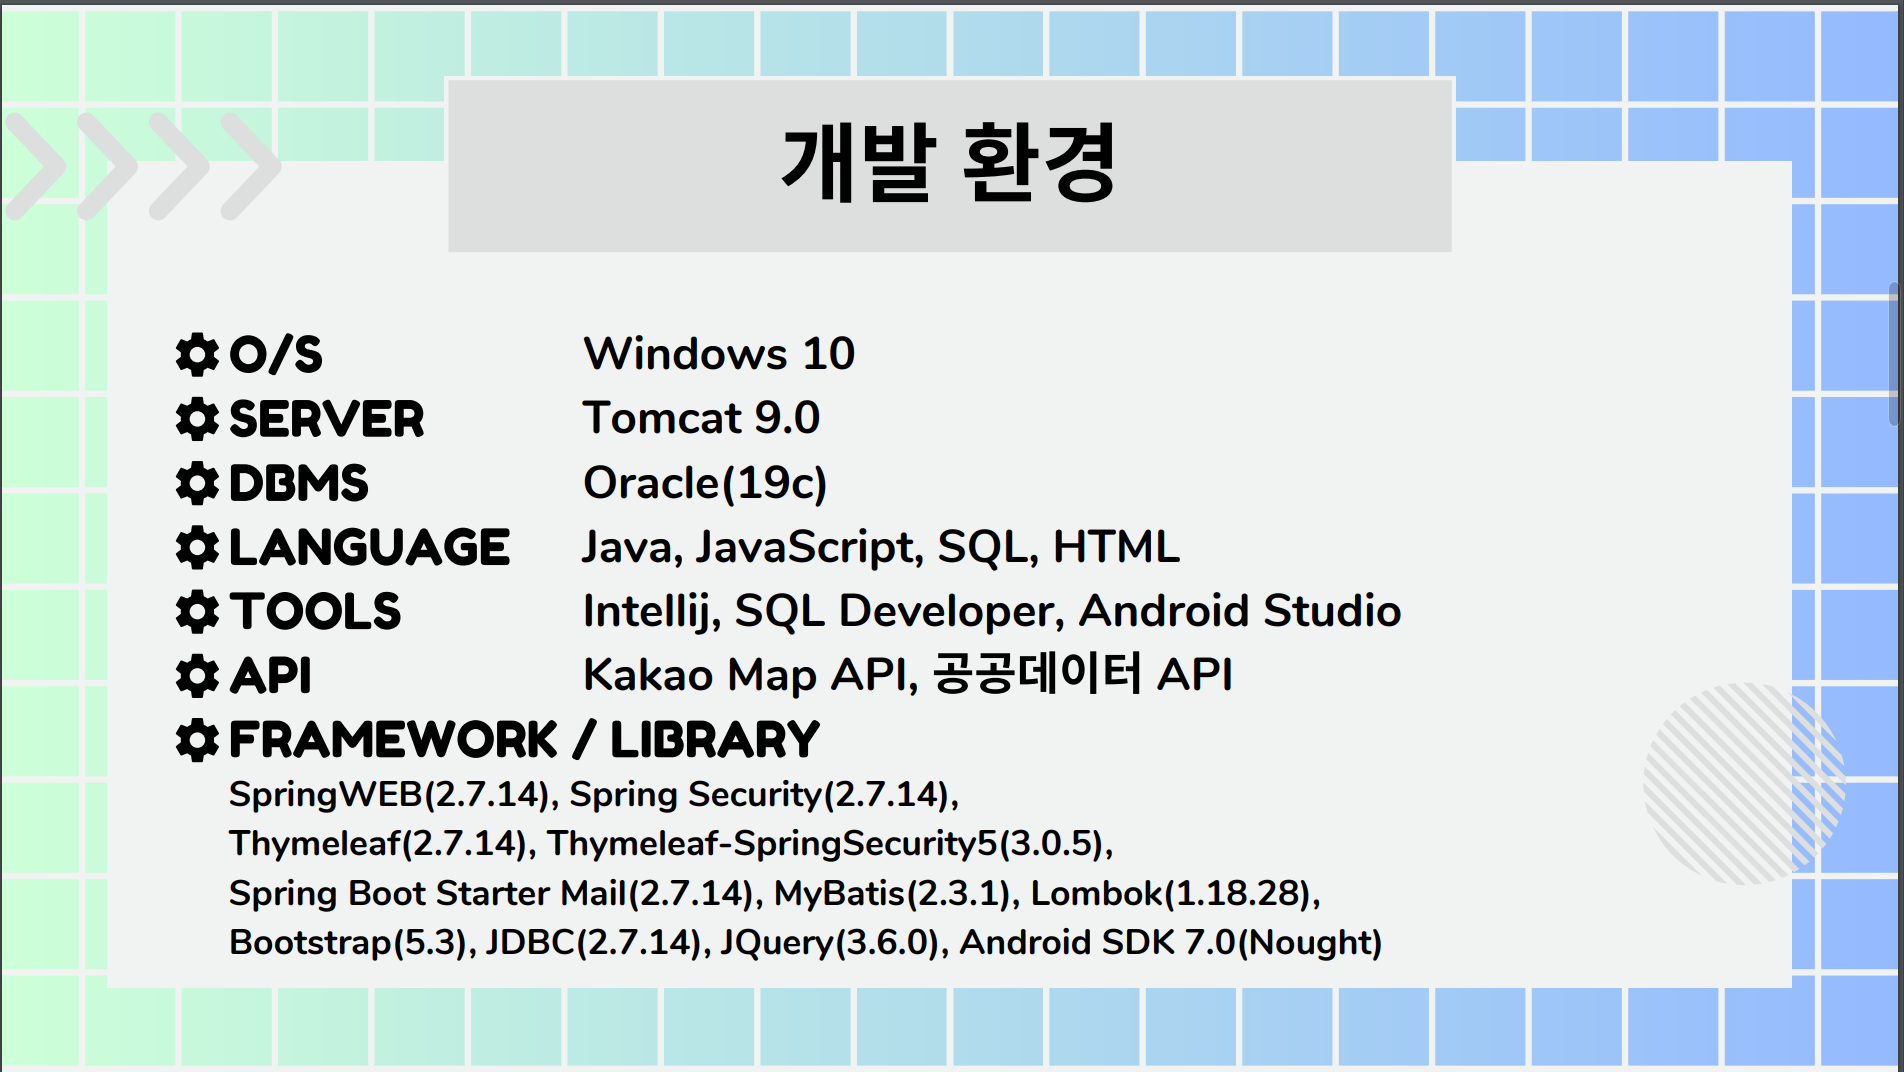 개발 환경
O/S Windows 10
SERVER Tomcat 9.0
DBMS Oracle(19c)
LANGUAGE Java, JavaScript, SQL, HTML
TOOLS Intellij, SQL Developer, Android Studio
API Kakao Map API, 공공데이터 API
FRAMEWORK / LIBRARY
SpringWEB(2.7.14), Spring Security(2.7.14),
Thymeleaf(2.7.14), Thymeleaf-SpringSecurity5(3.0.5),
Spring Boot Starter Mail(2.7.14), MyBatis(2.3.1), Lombok(1.18.28),
Bootstrap(5.3), JDBC(2.7.14), JQuery(3.6.0), Android SDK 7.0(Nought)